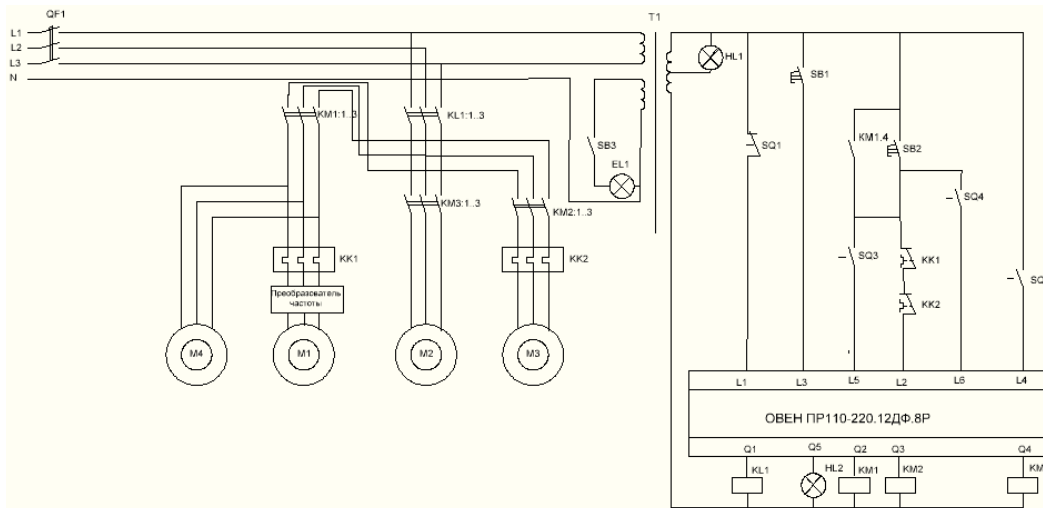 QF1
T1
L1
L2
L3
N
HL1
SB1
KM1:1..3
KL1:1..3
SB3
EL1
SQ1
KM1.4
SB2
SQ4
KM3:1..3
KM2:1..3
KK1
KK2
SQ3
KK1
KK2
SQ
Преобразователь
частоты
M4
M1
M2
M3
L1
L3
L5
L2
L6
L4
ОВЕН ПР110-220.12ДФ.8Р
Q1
Q5
Q2
Q3
Q4
KL1
HL2
KM1
KM2
KM